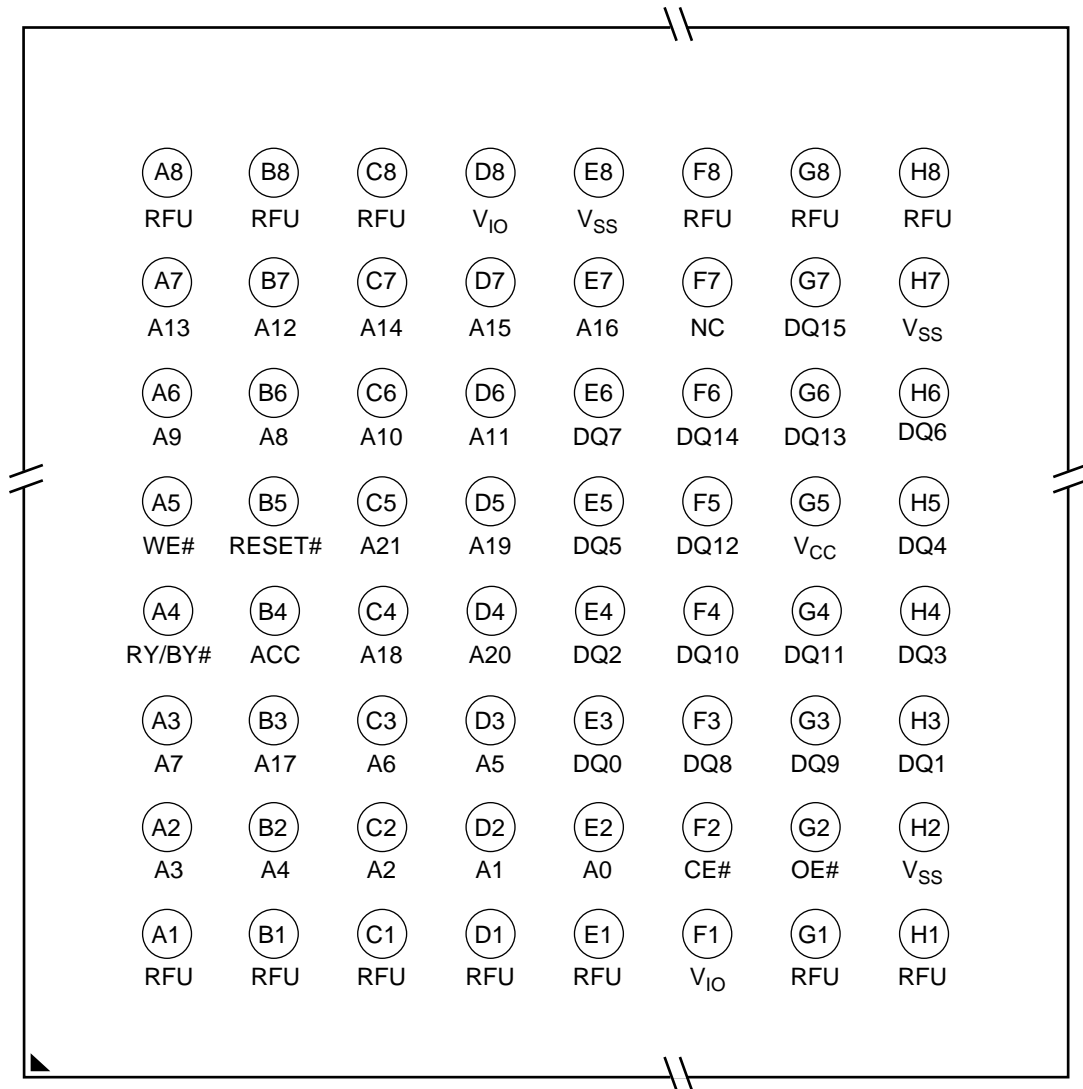 A8 B8 C8 D8 E8 F8 G8 H8
RFU RFU RFU VIO VSS RFU RFU RFU
A7 B7 C7 D7 E7 F7 G7 H7
A13 A12 A14 A15 A16 NC DQ15 VSS
A6 B6 C6 D6 E6 F6 G6 H6
A9 A8 A10 A11 DQ7 DQ14 DQ13 DQ6
A5 B5 C5 D5 E5 F5 G5 H5
WE# RESET# A21 A19 DQ5 DQ12 VCC DQ4
A4 B4 C4 D4 E4 F4 G4 H4
RY/BY# ACC A18 A20 DQ2 DQ10 DQ11 DQ3
A3 B3 C3 D3 E3 F3 G3 H3
A7 A17 A6 A5 DQ0 DQ8 DQ9 DQ1
A2 B2 C2 D2 E2 F2 G2 H2
A3 A4 A2 A1 A0 CE# OE# VSS
A1 B1 C1 D1 E1 F1 G1 H1
RFU RFU RFU RFU RFU VIO RFU RFU